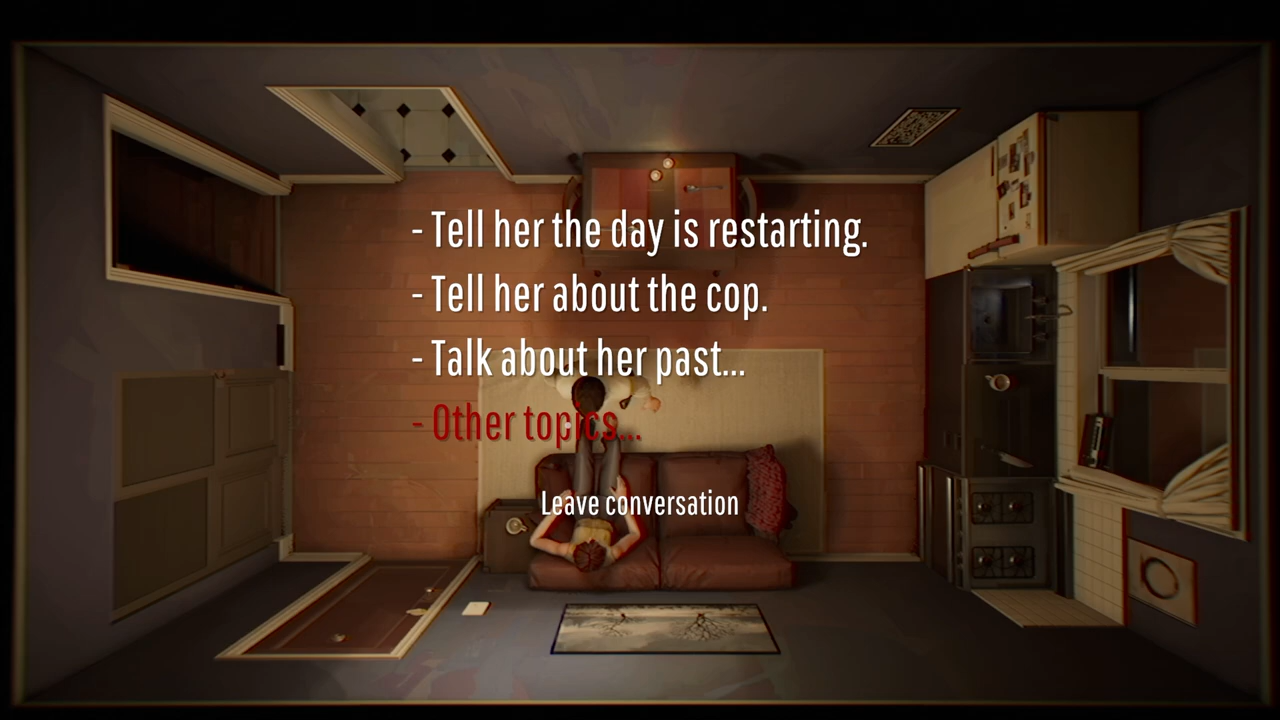 - Tell her the day is restarting.
- Tell her about the cop.
- Talk about her past...
- Other topics...
Leave conversation